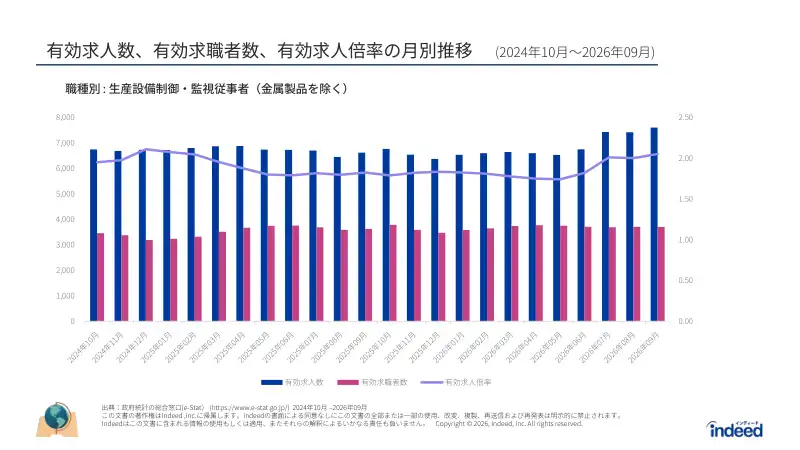 有効求人数、有効求職者数、有効求人倍率の月別推移 (2024年10月～2026年09月)
職種別 : 生産設備制御・監視従事者（金属製品を除く）
8,000
7,000
6,000
5,000
4,000
3,000
2,000
1,000
0
2.50
2.00
1.50
1.00
0.50
0.00
2024年10月
2024年11月
2024年12月
2025年01月
2025年02月
2025年03月
2025年04月
2025年05月
2025年06月
2025年07月
2025年08月
2025年09月
2025年10月
2025年11月
2025年12月
2026年01月
2026年02月
2026年03月
2026年04月
2026年05月
2026年06月
2026年07月
2026年08月
2026年09月
有効求人数 有効求職者数 有効求人倍率
出典：政府統計の総合窓口(e-Stat) (https://www.e-stat.go.jp/) 2024年10月 –2026年09月
この文書の著作権はIndeed ,Inc.に帰属します。Indeedの書面による同意なしにこの文書の全部または一部の使用、改変、複製、再送信および再発表は明示的に禁止されます。
Indeedはこの文書に含まれる情報の使用もしくは適用、またそれらの解釈によるいかなる責任も負いません。 Copyright © 2026, Indeed, Inc. All rights reserved.
インディード
indeed